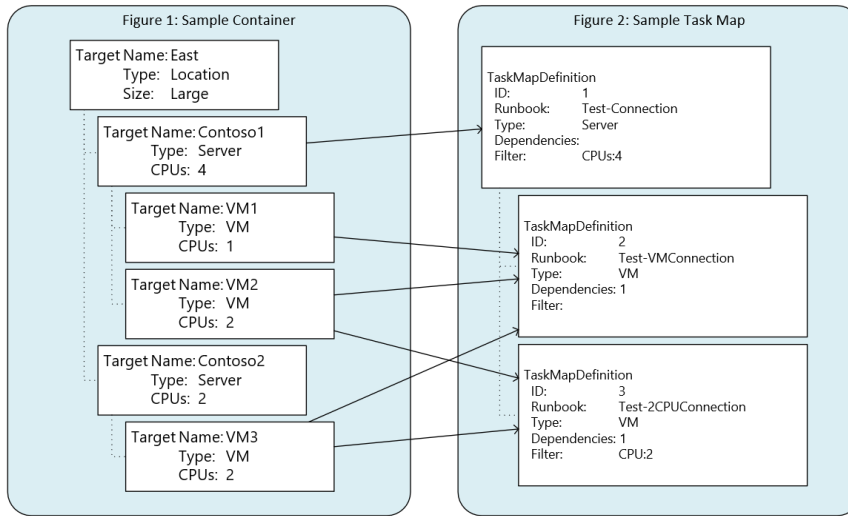 Figure 1: Sample Container
Target Name: East
Type: Location
Size: Large
Target Name: Contoso1
Type: Server
CPUs: 4
Target Name: VM1
Type: VM
CPUs: 1
Target Name: VM2
Type: VM
CPUs: 2
Target Name: Contoso2
Type: Server
CPUs: 2
Target Name: VM3
Type: VM
CPUs: 2
Figure 2: Sample Task Map
TaskMapDefinition
ID: 1
Runbook: Test-Connection
Type: Server
Dependencies:
Filter: CPUs:4
TaskMapDefinition
ID: 2
Runbook: Test-VMConnection
Type: VM
Dependencies: 1
Filter:
TaskMapDefinition
ID: 3
Runbook: Test-2CPUConnection
Type: VM
Dependencies: 1
Filter: CPU:2